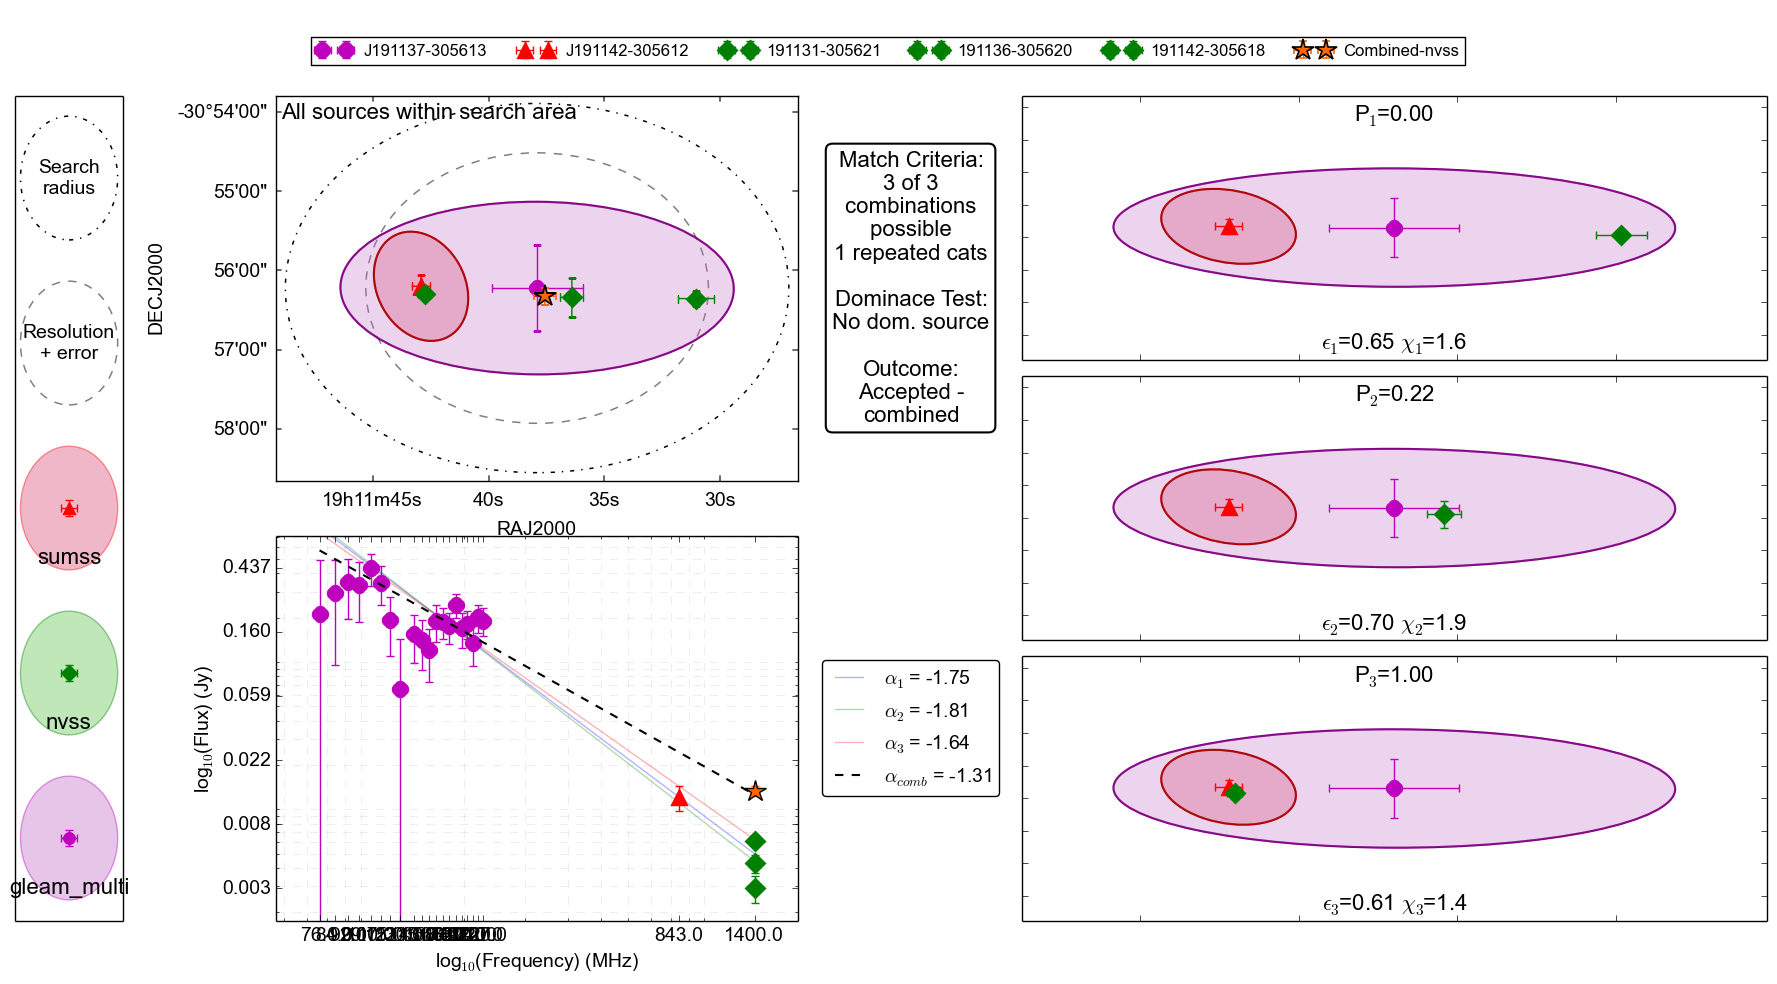 J191137-305613
J191142-305612
191131-305621
191136-305620
191142-305618
Combined-nvss
Search
radius
Resolution
+ error
sumss
nvss
gleam_multi
All sources within search area
-30°54'00"
55'00"
56'00"
57'00"
58'00"
DECJ2000
19h11m45s
40s
35s
30s
RAJ2000
Match Criteria:
3 of 3
combinations
possible
1 repeated cats
Dominace Test:
No dom. source
Outcome:
Accepted -
combined
0.437
0.160
0.059
0.022
0.008
0.003
log10(Flux) (Jy)
843.0
1400.0
log10(Frequency) (MHz)
α1 = -1.75
α2 = -1.81
α3 = -1.64
αcomb = -1.31
P1=0.00
ϵ1=0.65 χ1=1.6
P2=0.22
ϵ2=0.70 χ2=1.9
P3=1.00
ϵ3=0.61 χ3=1.4